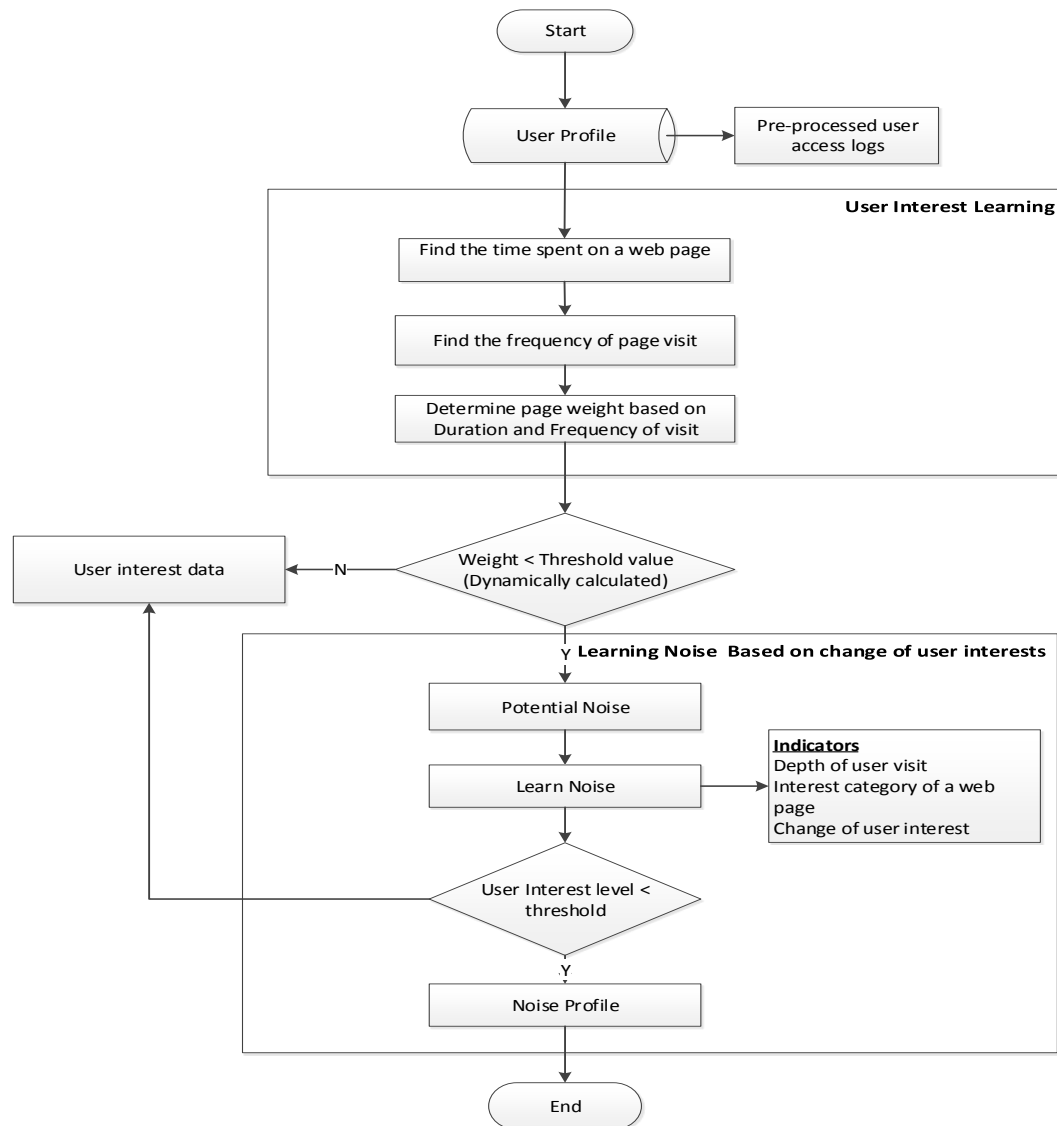 Start
User Profile
Pre-processed user
access logs
User Interest Learning
Find the time spent on a web page
Find the frequency of page visit
Determine page weight based on
Duration and Frequency of visit
Weight < Threshold value
(Dynamically calculated)
N
User interest data
Y
Learning Noise Based on change of user interests
Potential Noise
Learn Noise
Indicators
Depth of user visit
Interest category of a web
page
Change of user interest
User Interest level <
threshold
Y
Noise Profile
End